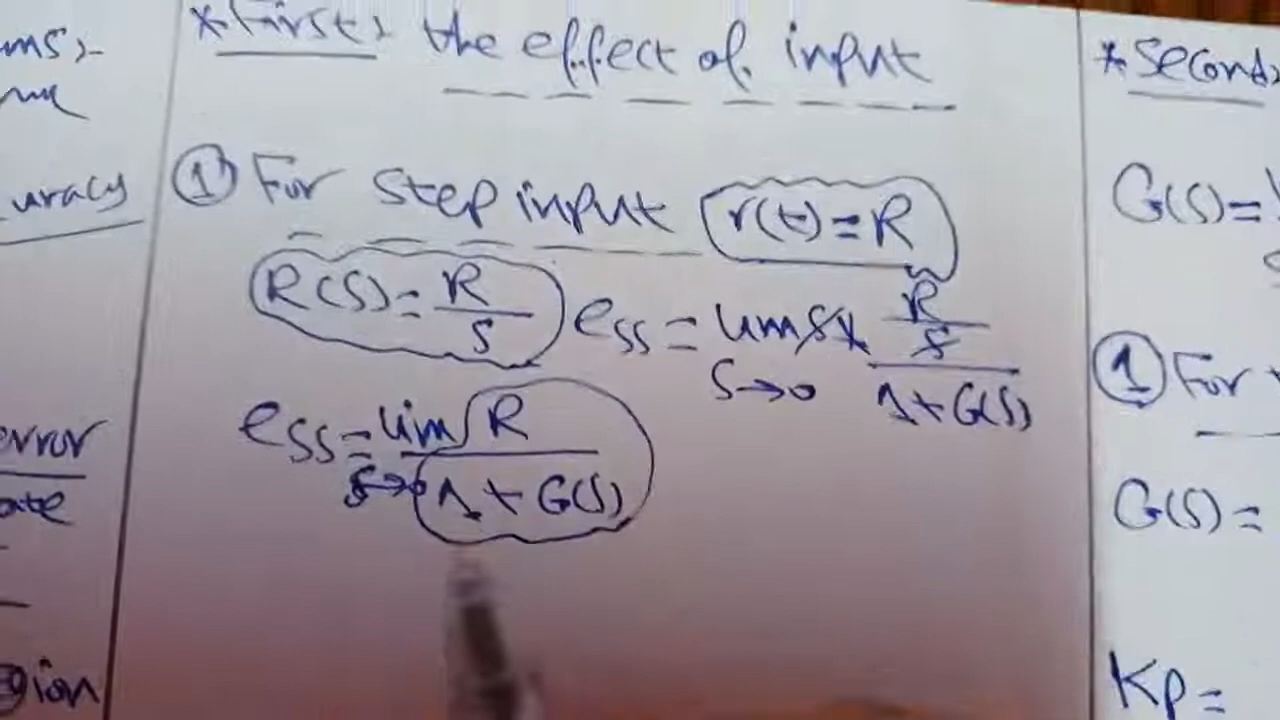 *First:- the effect of input
① For step input r(t) = R
R(S) = R/S
ess = lim S→0 S* (R/S)/(1+G(S))
ess = lim S→0 R/(1+G(S))
error
*Second:-
G(S) =
① For
G(S) =
Kp =